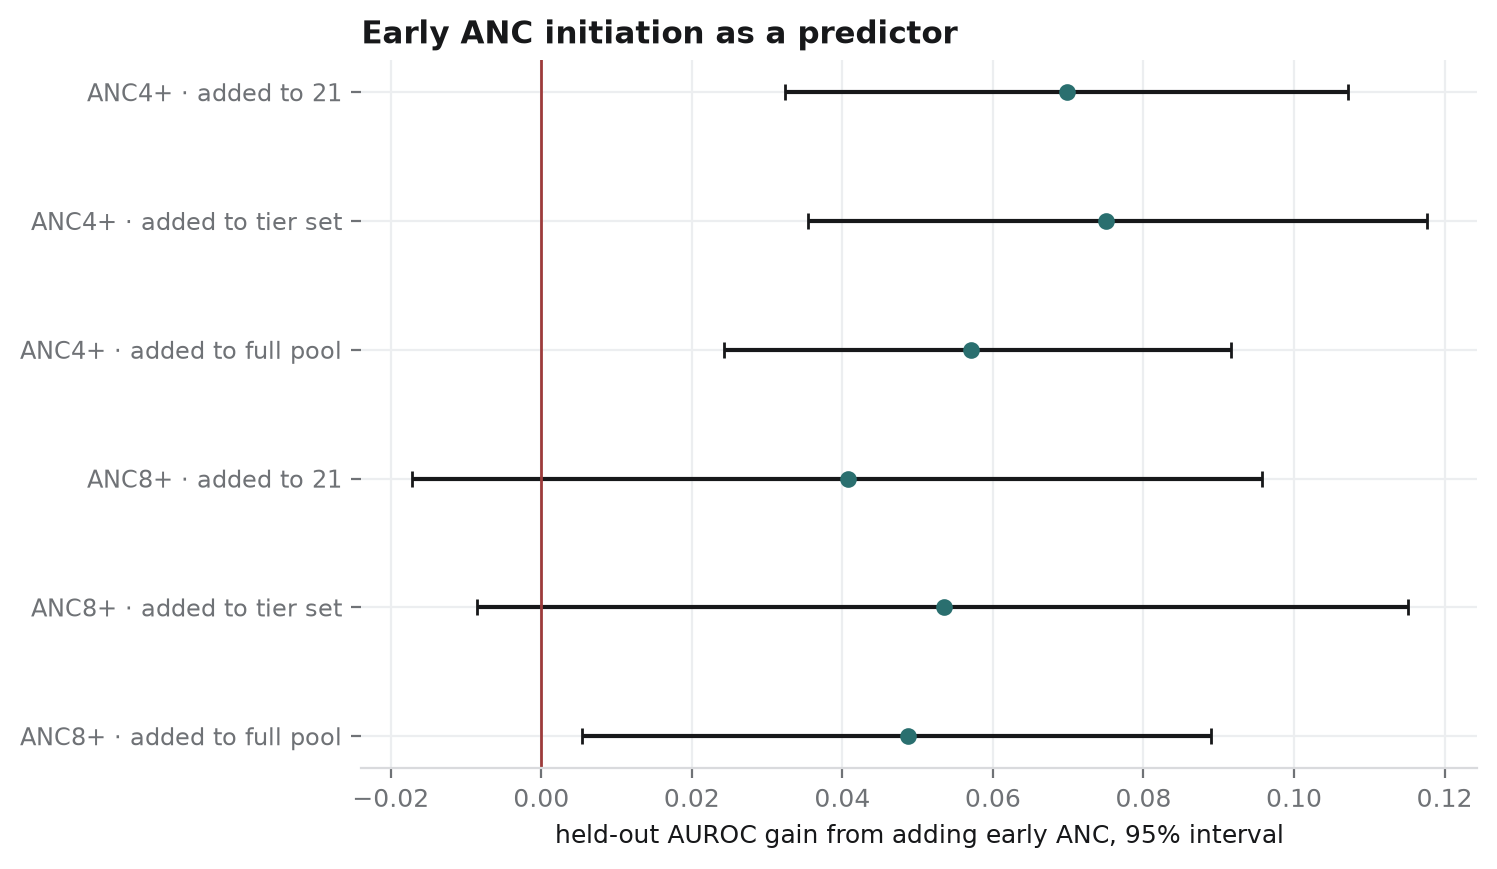 Early ANC initiation as a predictor
ANC4+ · added to 21
ANC4+ · added to tier set
ANC4+ · added to full pool
ANC8+ · added to 21
ANC8+ · added to tier set
ANC8+ · added to full pool
−0.02 0.00 0.02 0.04 0.06 0.08 0.10 0.12
held-out AUROC gain from adding early ANC, 95% interval